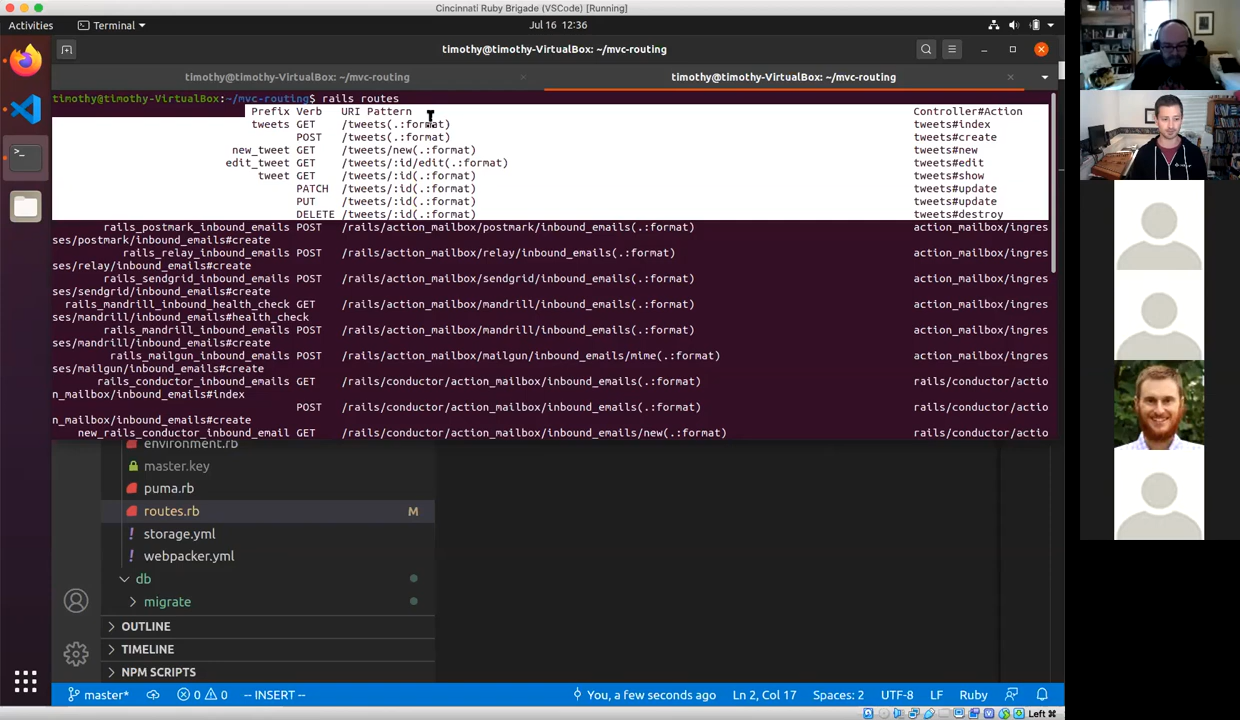 Cincinnati Ruby Brigade (VSCode) [Running]
Activities
Terminal
Jul 16 12:36
timothy@timothy-VirtualBox: ~/mvc-routing
timothy@timothy-VirtualBox: ~/mvc-routing
timothy@timothy-VirtualBox: ~/mvc-routing
timothy@timothy-VirtualBox:~/mvc-routing$ rails routes
Prefix Verb URI Pattern Controller#Action
tweets GET /tweets(.:format) tweets#index
POST /tweets(.:format) tweets#create
new_tweet GET /tweets/new(.:format) tweets#new
edit_tweet GET /tweets/:id/edit(.:format) tweets#edit
tweet GET /tweets/:id(.:format) tweets#show
PATCH /tweets/:id(.:format) tweets#update
PUT /tweets/:id(.:format) tweets#update
DELETE /tweets/:id(.:format) tweets#destroy
rails_postmark_inbound_emails POST /rails/action_mailbox/postmark/inbound_emails(.:format) action_mailbox/ingres
ses/postmark/inbound_emails#create
rails_relay_inbound_emails POST /rails/action_mailbox/relay/inbound_emails(.:format) action_mailbox/ingres
ses/relay/inbound_emails#create
rails_sendgrid_inbound_emails POST /rails/action_mailbox/sendgrid/inbound_emails(.:format) action_mailbox/ingres
ses/sendgrid/inbound_emails#create
rails_mandrill_inbound_health_check GET /rails/action_mailbox/mandrill/inbound_emails(.:format) action_mailbox/ingres
ses/mandrill/inbound_emails#health_check
rails_mandrill_inbound_emails POST /rails/action_mailbox/mandrill/inbound_emails(.:format) action_mailbox/ingres
ses/mandrill/inbound_emails#create
rails_mailgun_inbound_emails POST /rails/action_mailbox/mailgun/inbound_emails/mime(.:format) action_mailbox/ingres
ses/mailgun/inbound_emails#create
rails_conductor_inbound_emails GET /rails/conductor/action_mailbox/inbound_emails(.:format) rails/conductor/actio
n_mailbox/inbound_emails#index
POST /rails/conductor/action_mailbox/inbound_emails(.:format) rails/conductor/actio
n_mailbox/inbound_emails#create
new_rails_conductor_inbound_email GET /rails/conductor/action_mailbox/inbound_emails/new(.:format) rails/conductor/actio
environment.rb
master.key
puma.rb
routes.rb M
storage.yml
webpacker.yml
db
migrate
OUTLINE
TIMELINE
NPM SCRIPTS
master* 0 0 -- INSERT -- You, a few seconds ago Ln 2, Col 17 Spaces: 2 UTF-8 LF Ruby
Left ⌘